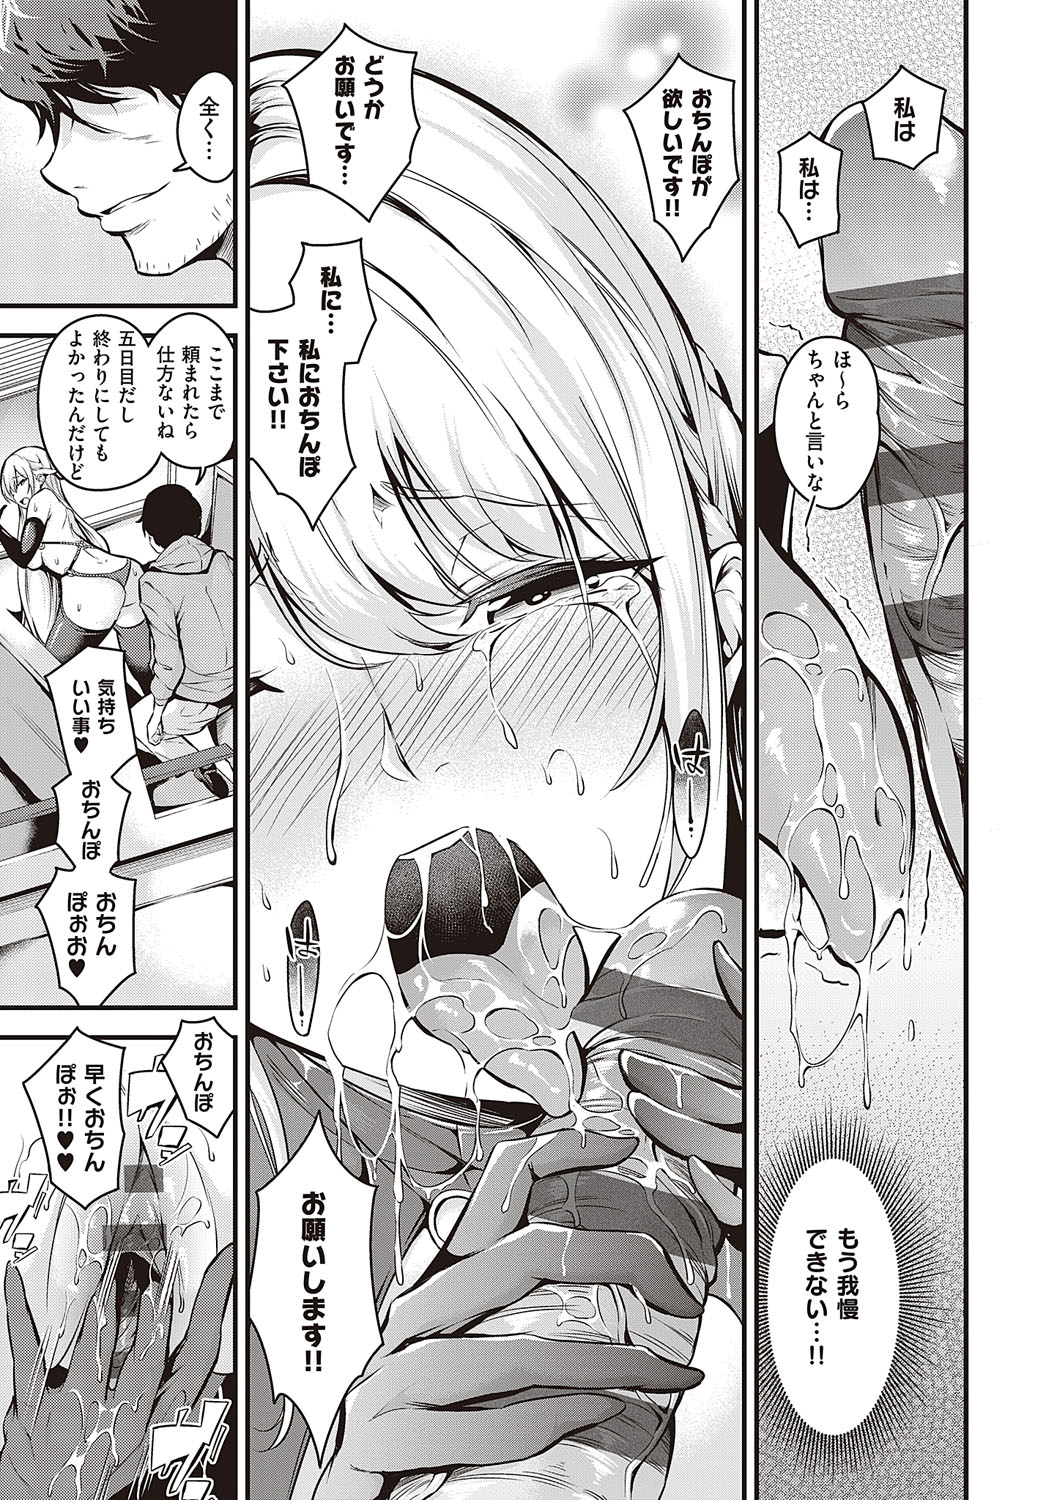 私は
私は…
ほ～ら
ちゃんと言いな
もう我慢
できない…!!
おちんぽが
欲しいです!!
どうか
お願いです…
私に…
私におちんぽ
下さい!!
はーっ…
はーっ…
お願いします!!
全く…
ここまで
頼まれたら
仕方ないね
五日目だし
終わりにしても
よかったんだけど
気持ち
いい事♥
おちんぽ
おちん
ぽぉお♥
おちんぽ
早くおちん
ぽぉ!!♥♥